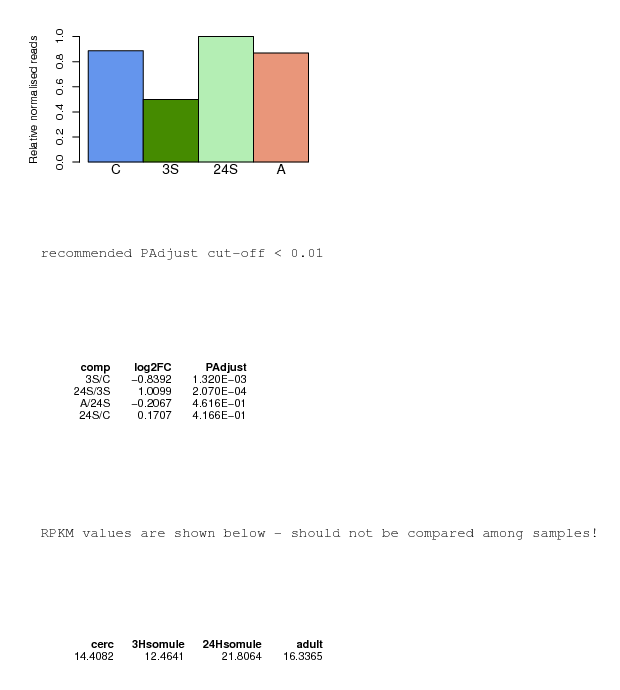 Relative normalised reads
1.0
0.8
0.6
0.4
0.2
0.0
C 3S 24S A
recommended PAdjust cut-off < 0.01
comp log2FC PAdjust
3S/C −0.8392 1.320E−03
24S/3S 1.0099 2.070E−04
A/24S −0.2067 4.616E−01
24S/C 0.1707 4.166E−01
RPKM values are shown below - should not be compared among samples!
cerc 3Hsomule 24Hsomule adult
14.4082 12.4641 21.8064 16.3365